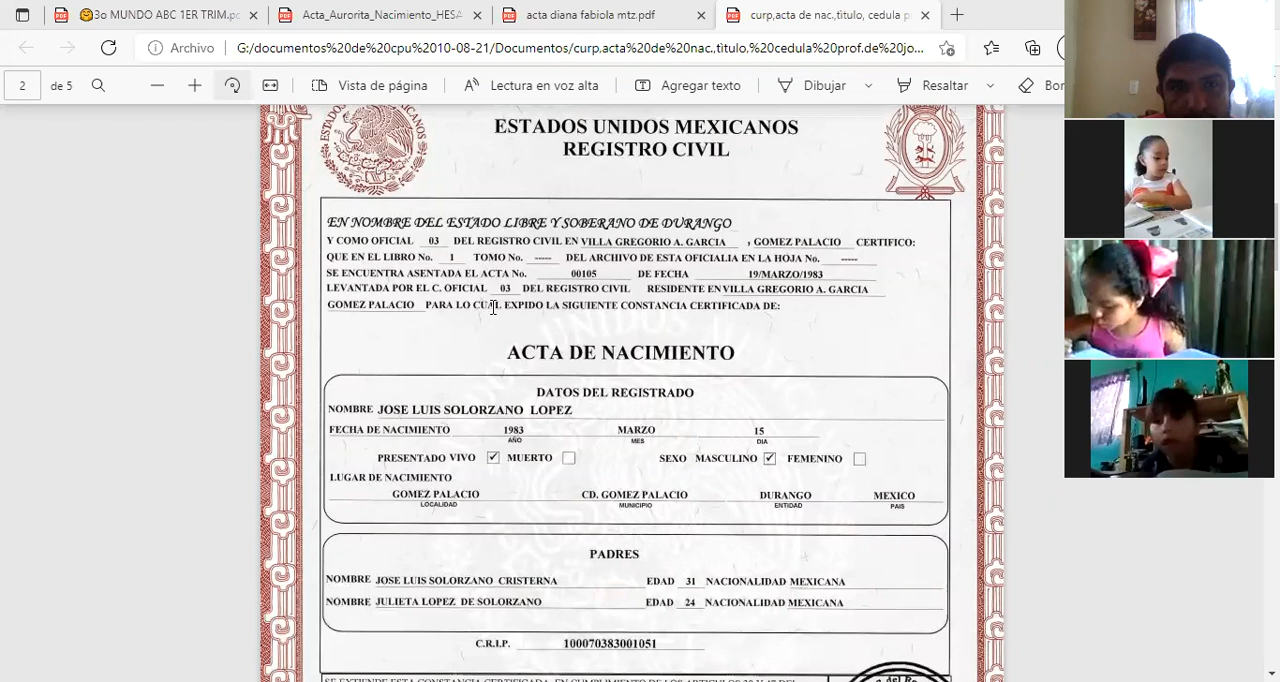 3o MUNDO ABC 1ER TRIM.pd
Acta_Aurorita_Nacimiento_HESA
acta diana fabiola mtz.pdf
curp,acta de nac.,titulo, cedula p
Archivo
G:/documentos%20de%20cpu%2010-08-21/Documentos/curp,acta%20de%20nac.,título,%20cedula%20prof.de%20jo...
2
de 5
Vista de página
Lectura en voz alta
Agregar texto
Dibujar
Resaltar
Bor
ESTADOS UNIDOS MEXICANOS
REGISTRO CIVIL
EN NOMBRE DEL ESTADO LIBRE Y SOBERANO DE DURANGO
Y COMO OFICIAL 03 DEL REGISTRO CIVIL EN VILLA GREGORIO A. GARCIA , GOMEZ PALACIO CERTIFICO:
QUE EN EL LIBRO No. 1 TOMO No. ----- DEL ARCHIVO DE ESTA OFICIALIA EN LA HOJA No. -----
SE ENCUENTRA ASENTADA EL ACTA No. 00105 DE FECHA 19/MARZO/1983
LEVANTADA POR EL C. OFICIAL 03 DEL REGISTRO CIVIL RESIDENTE EN VILLA GREGORIO A. GARCIA
GOMEZ PALACIO PARA LO CUAL EXPIDO LA SIGUIENTE CONSTANCIA CERTIFICADA DE:
ACTA DE NACIMIENTO
DATOS DEL REGISTRADO
NOMBRE JOSE LUIS SOLORZANO LOPEZ
FECHA DE NACIMIENTO 1983 MARZO 15
AÑO MES DIA
PRESENTADO VIVO MUERTO SEXO MASCULINO FEMENINO
LUGAR DE NACIMIENTO
GOMEZ PALACIO CD. GOMEZ PALACIO DURANGO MEXICO
LOCALIDAD MUNICIPIO ENTIDAD PAIS
PADRES
NOMBRE JOSE LUIS SOLORZANO CRISTERNA EDAD 31 NACIONALIDAD MEXICANA
NOMBRE JULIETA LOPEZ DE SOLORZANO EDAD 24 NACIONALIDAD MEXICANA
C.R.I.P. 100070383001051